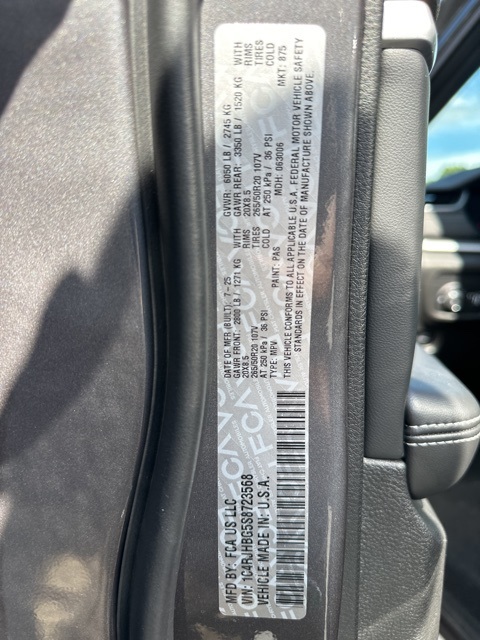 MFD BY: FCA US LLC
VIN: 1C4RJHBG5S8723568
VEHICLE MADE IN: U.S.A.
DATE OF MFR (BUILT): 7 - 25
GVWR: 6050 LB / 2745 KG
GAWR FRONT: 2800 LB / 1271 KG WITH
GAWR REAR: 3350 LB / 1520 KG WITH
20X8.5 RIMS
20X8.5 RIMS
265/50R20 107V TIRES
265/50R20 107V TIRES
AT 250 kPa / 36 PSI COLD
AT 250 kPa / 36 PSI COLD
TYPE: MPV PAINT: PAS MDH: 063006 MKT: 875
THIS VEHICLE CONFORMS TO ALL APPLICABLE U.S.A. FEDERAL MOTOR VEHICLE SAFETY
STANDARDS IN EFFECT ON THE DATE OF MANUFACTURE SHOWN ABOVE.